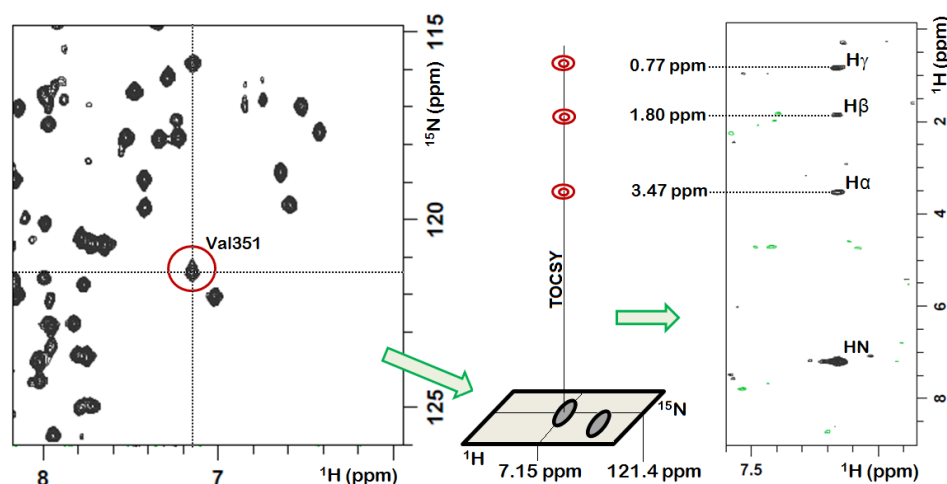 115
¹⁵N (ppm)
120
125
Val351
8
7
¹H (ppm)
TOCSY
¹⁵N
¹H
7.15 ppm
121.4 ppm
0.77 ppm
1.80 ppm
3.47 ppm
Hγ
Hβ
Hα
HN
¹H (ppm)
2
4
6
8
7.5
¹H (ppm)